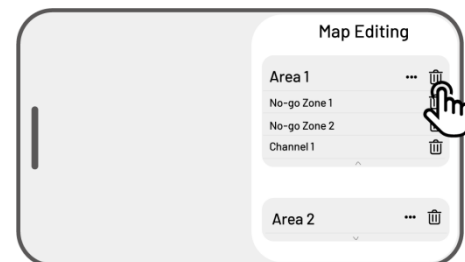 Map Editing
Area 1 •••
No-go Zone 1
No-go Zone 2
Channel 1
Area 2 •••